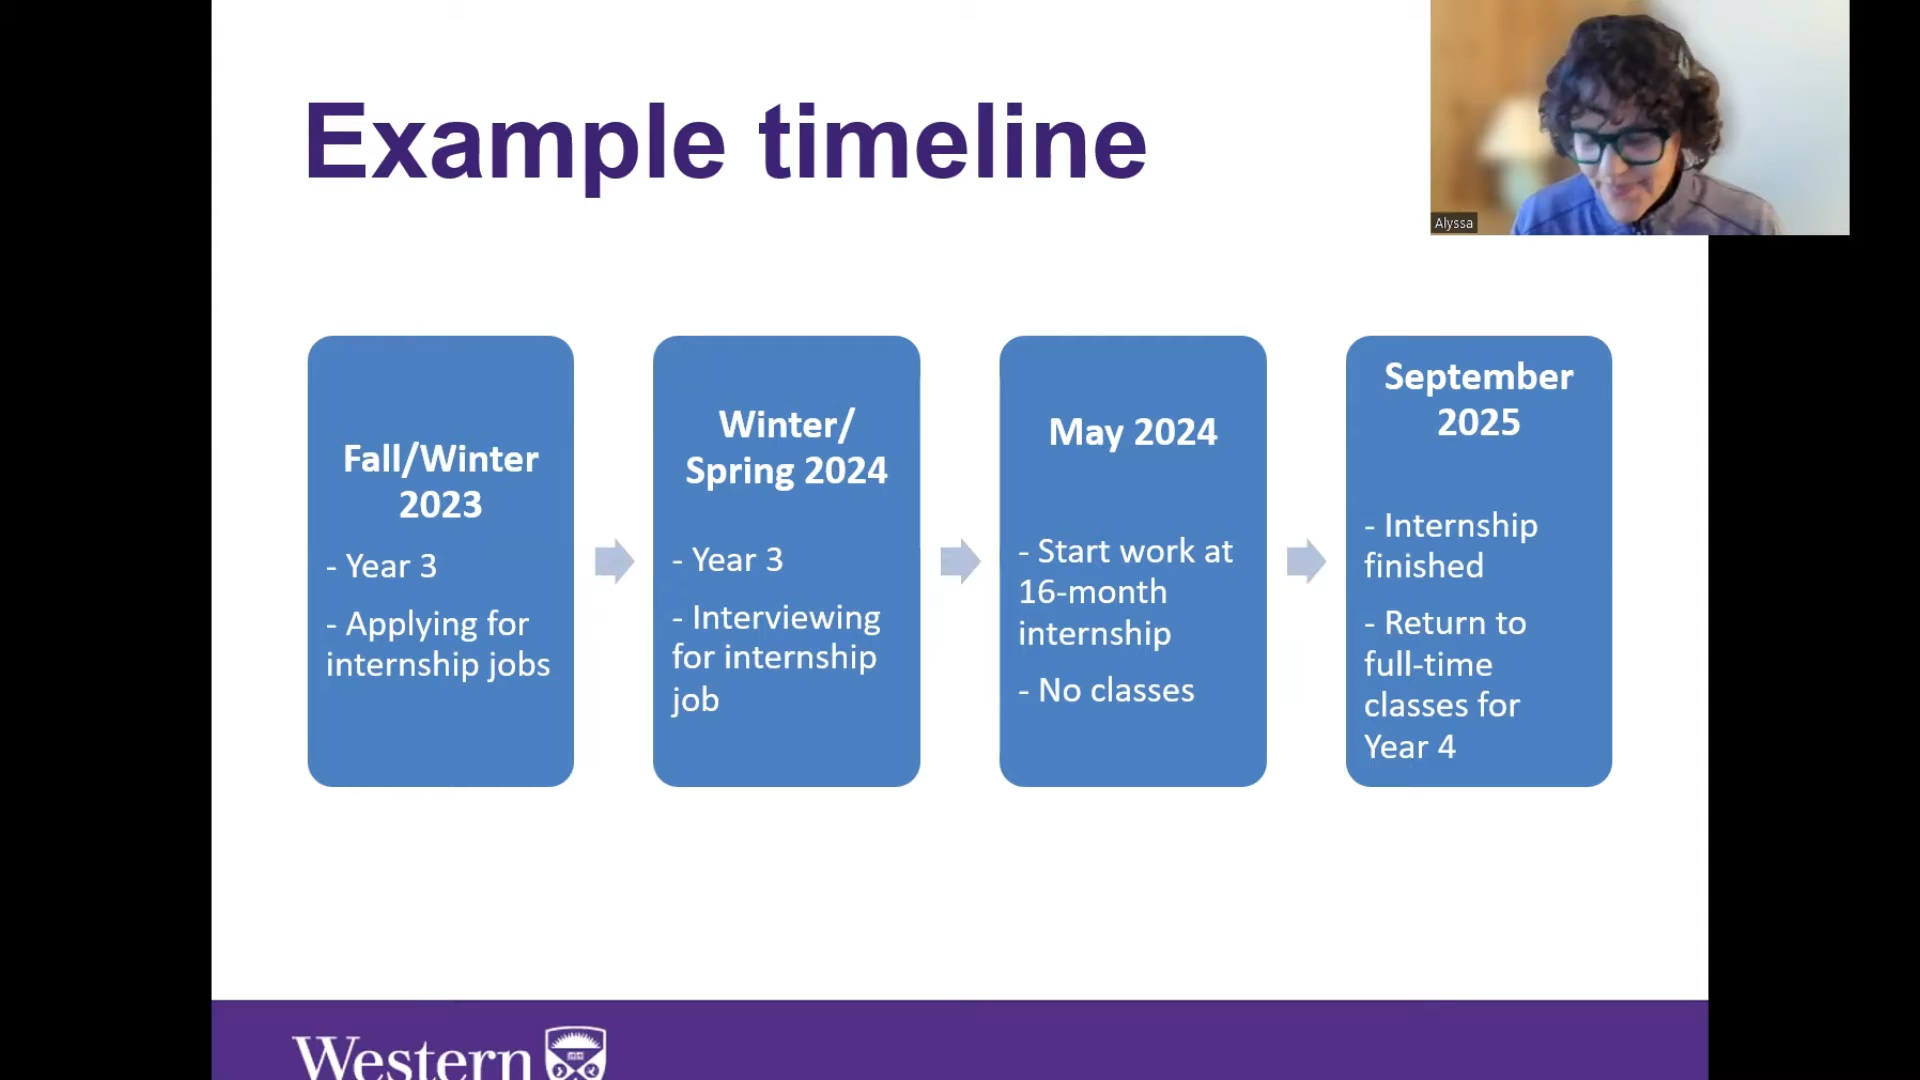 Example timeline
Alyssa
Fall/Winter
2023
- Year 3
- Applying for
internship jobs
Winter/
Spring 2024
- Year 3
- Interviewing
for internship
job
May 2024
- Start work at
16-month
internship
- No classes
September
2025
- Internship
finished
- Return to
full-time
classes for
Year 4
Western